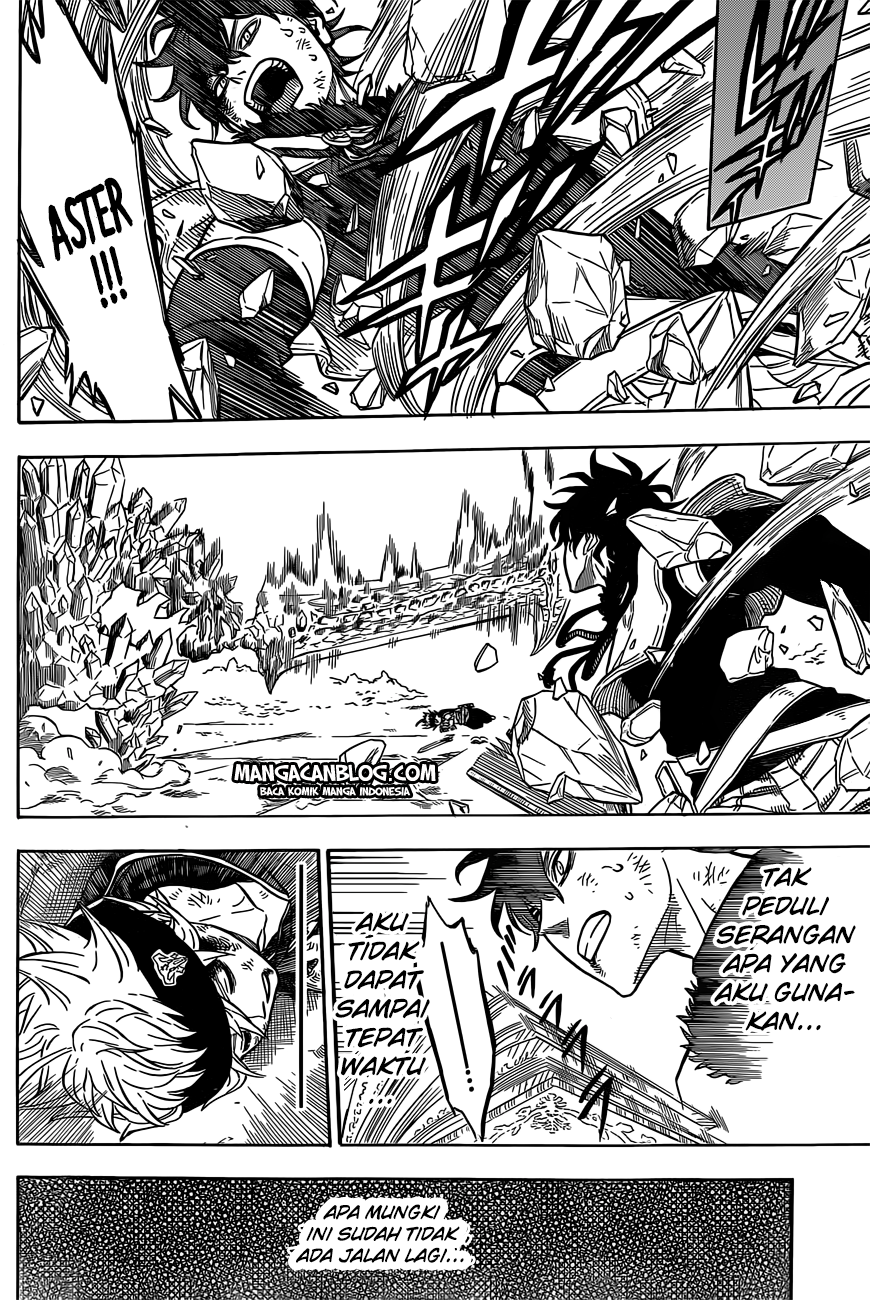 ASTER
!!!
MANGACANBLOG.COM
BACA KOMIK MANGA INDONESIA
TAK
PEDULI
SERANGAN
APA YANG
AKU GUNA-
KAN...
AKU
TIDAK
DAPAT
SAMPAI
TEPAT
WAKTU
...
APA MUNGKI
INI SUDAH TIDAK
ADA JALAN LAGI...